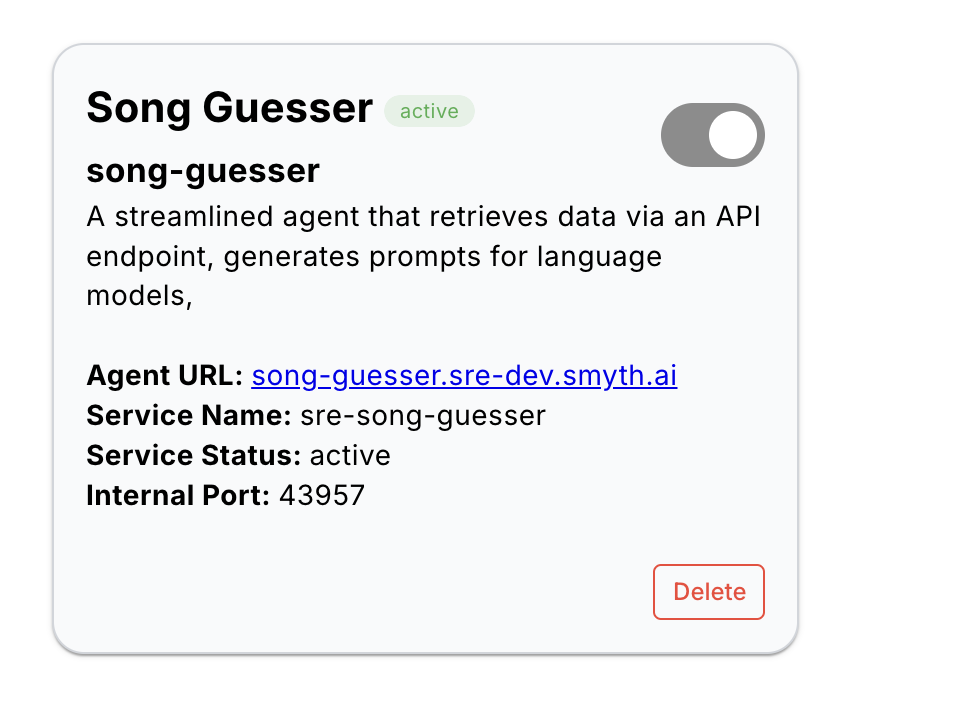 Song Guesser active
song-guesser
A streamlined agent that retrieves data via an API
endpoint, generates prompts for language
models,
Agent URL: song-guesser.sre-dev.smyth.ai
Service Name: sre-song-guesser
Service Status: active
Internal Port: 43957
Delete